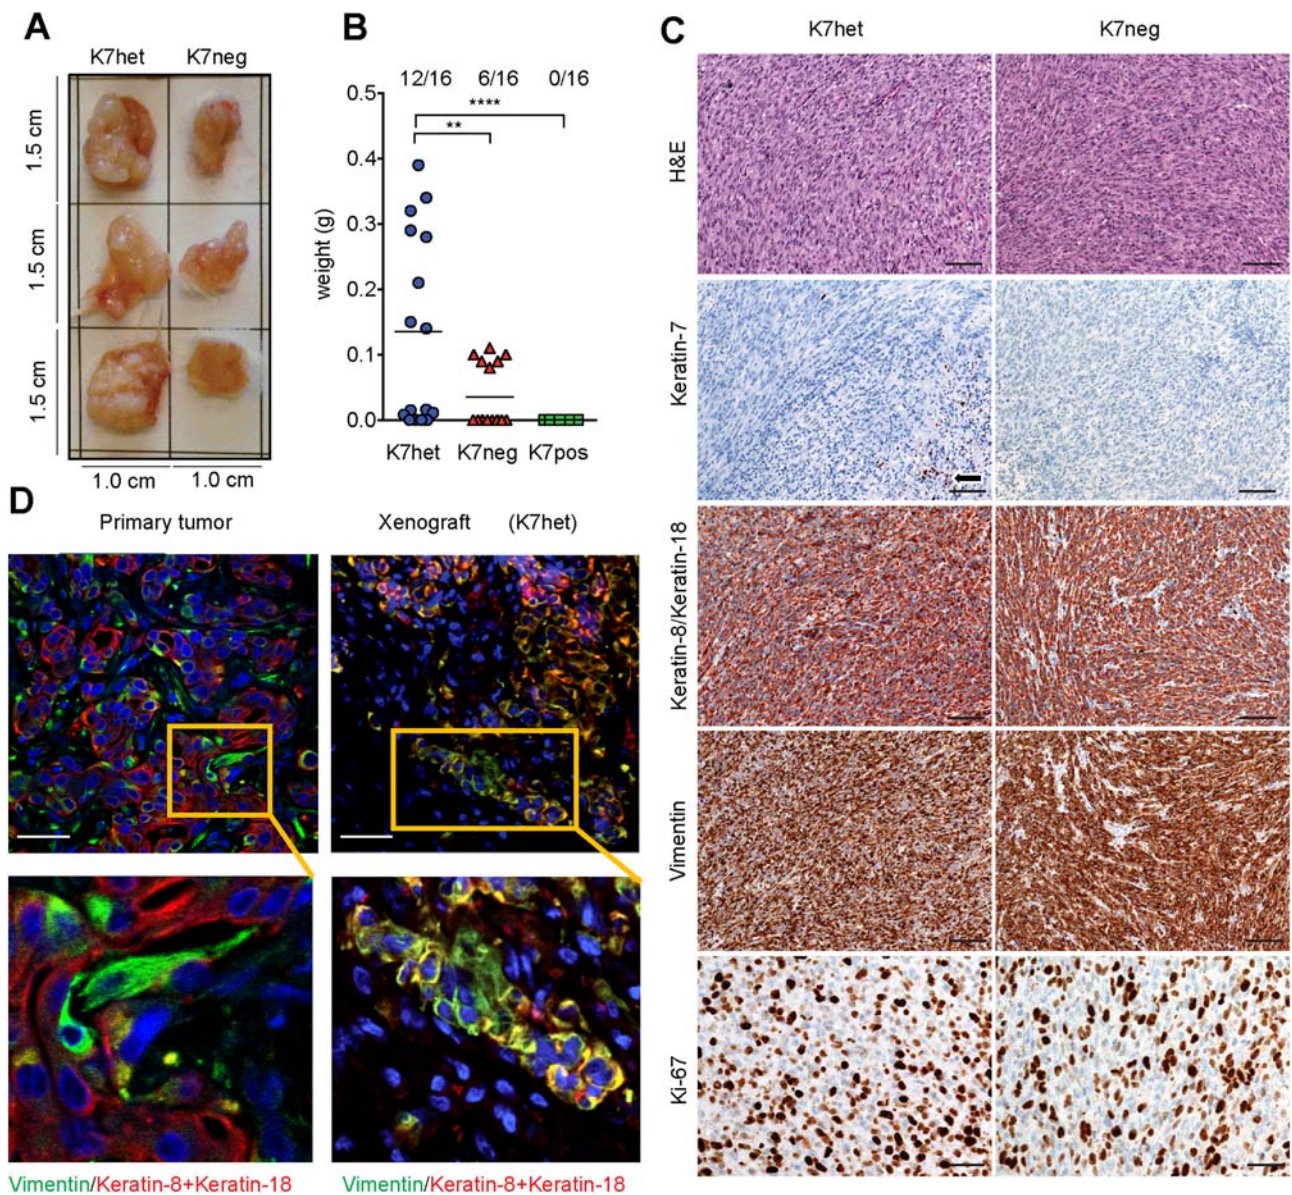 A
K7het K7neg
1.5 cm
1.5 cm
1.5 cm
1.0 cm 1.0 cm
B
12/16 6/16 0/16
****
**
weight (g)
0.5
0.4
0.3
0.2
0.1
0.0
K7het K7neg K7pos
C
K7het K7neg
H&E
Keratin-7
Keratin-8/Keratin-18
Vimentin
Ki-67
D
Primary tumor Xenograft (K7het)
Vimentin/Keratin-8+Keratin-18 Vimentin/Keratin-8+Keratin-18